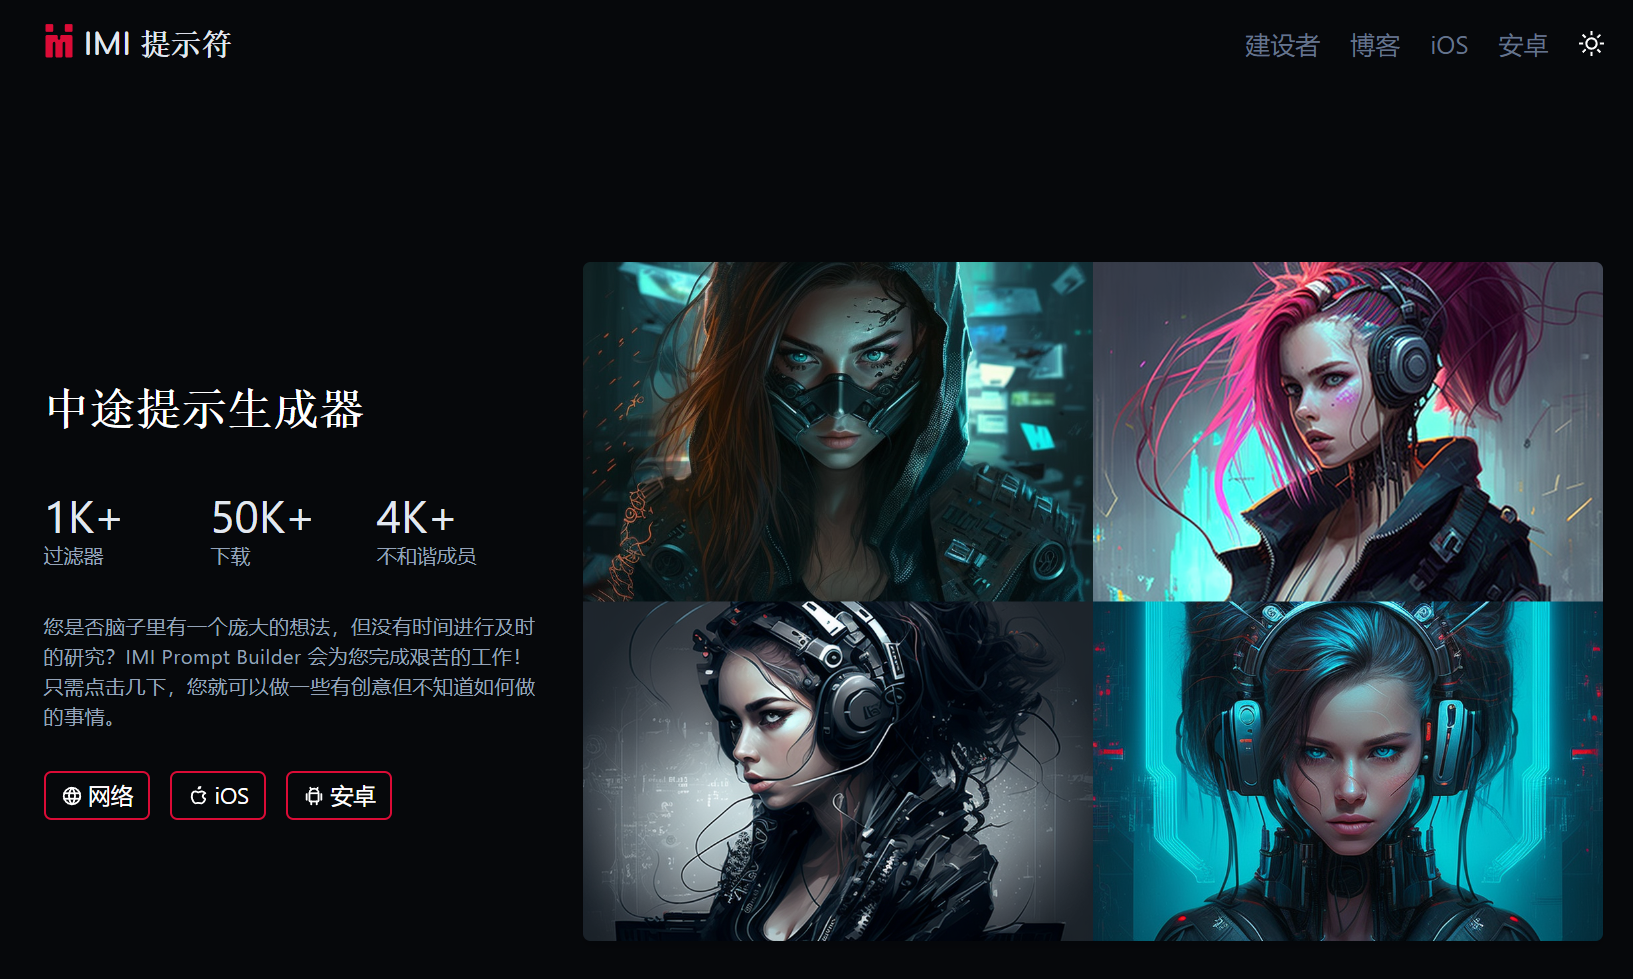 IMI 提示符
建设者 博客 iOS 安卓
中途提示生成器
1K+ 50K+ 4K+
过滤器 下载 不和谐成员
您是否脑子里有一个庞大的想法，但没有时间进行及时
的研究？IMI Prompt Builder 会为您完成艰苦的工作！
只需点击几下，您就可以做一些有创意但不知道如何做
的事情。
网络 iOS 安卓